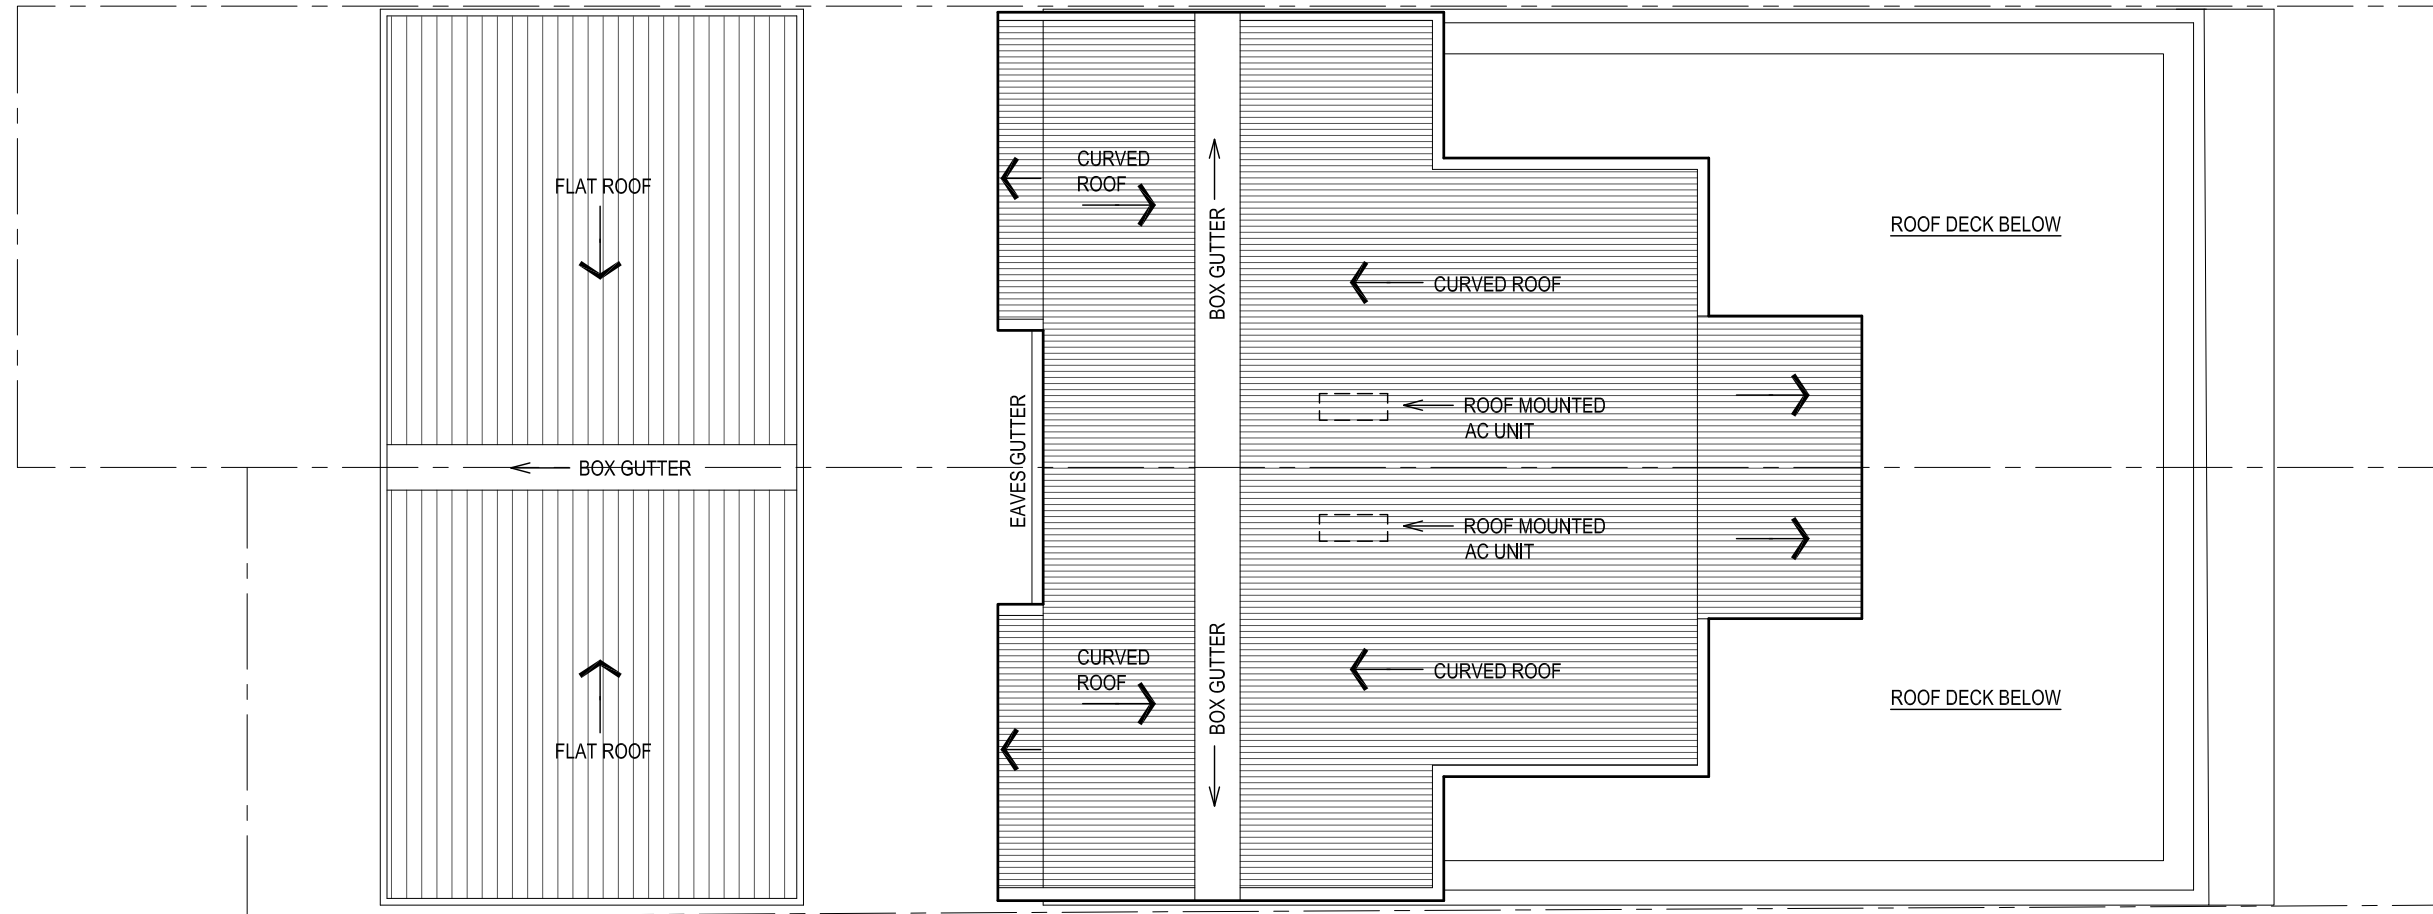 FLAT ROOF
BOX GUTTER
FLAT ROOF
CURVED
ROOF
BOX GUTTER
EAVES GUTTER
CURVED
ROOF
BOX GUTTER
CURVED ROOF
ROOF MOUNTED
AC UNIT
ROOF MOUNTED
AC UNIT
CURVED ROOF
ROOF DECK BELOW
ROOF DECK BELOW